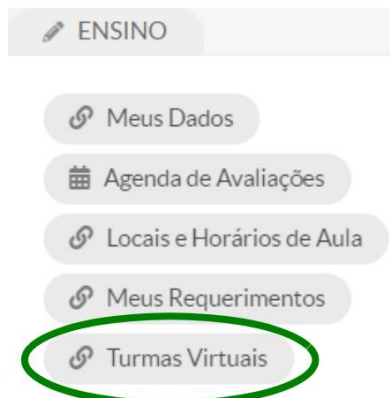 ENSINO
Meus Dados
Agenda de Avaliações
Locais e Horários de Aula
Meus Requerimentos
Turmas Virtuais